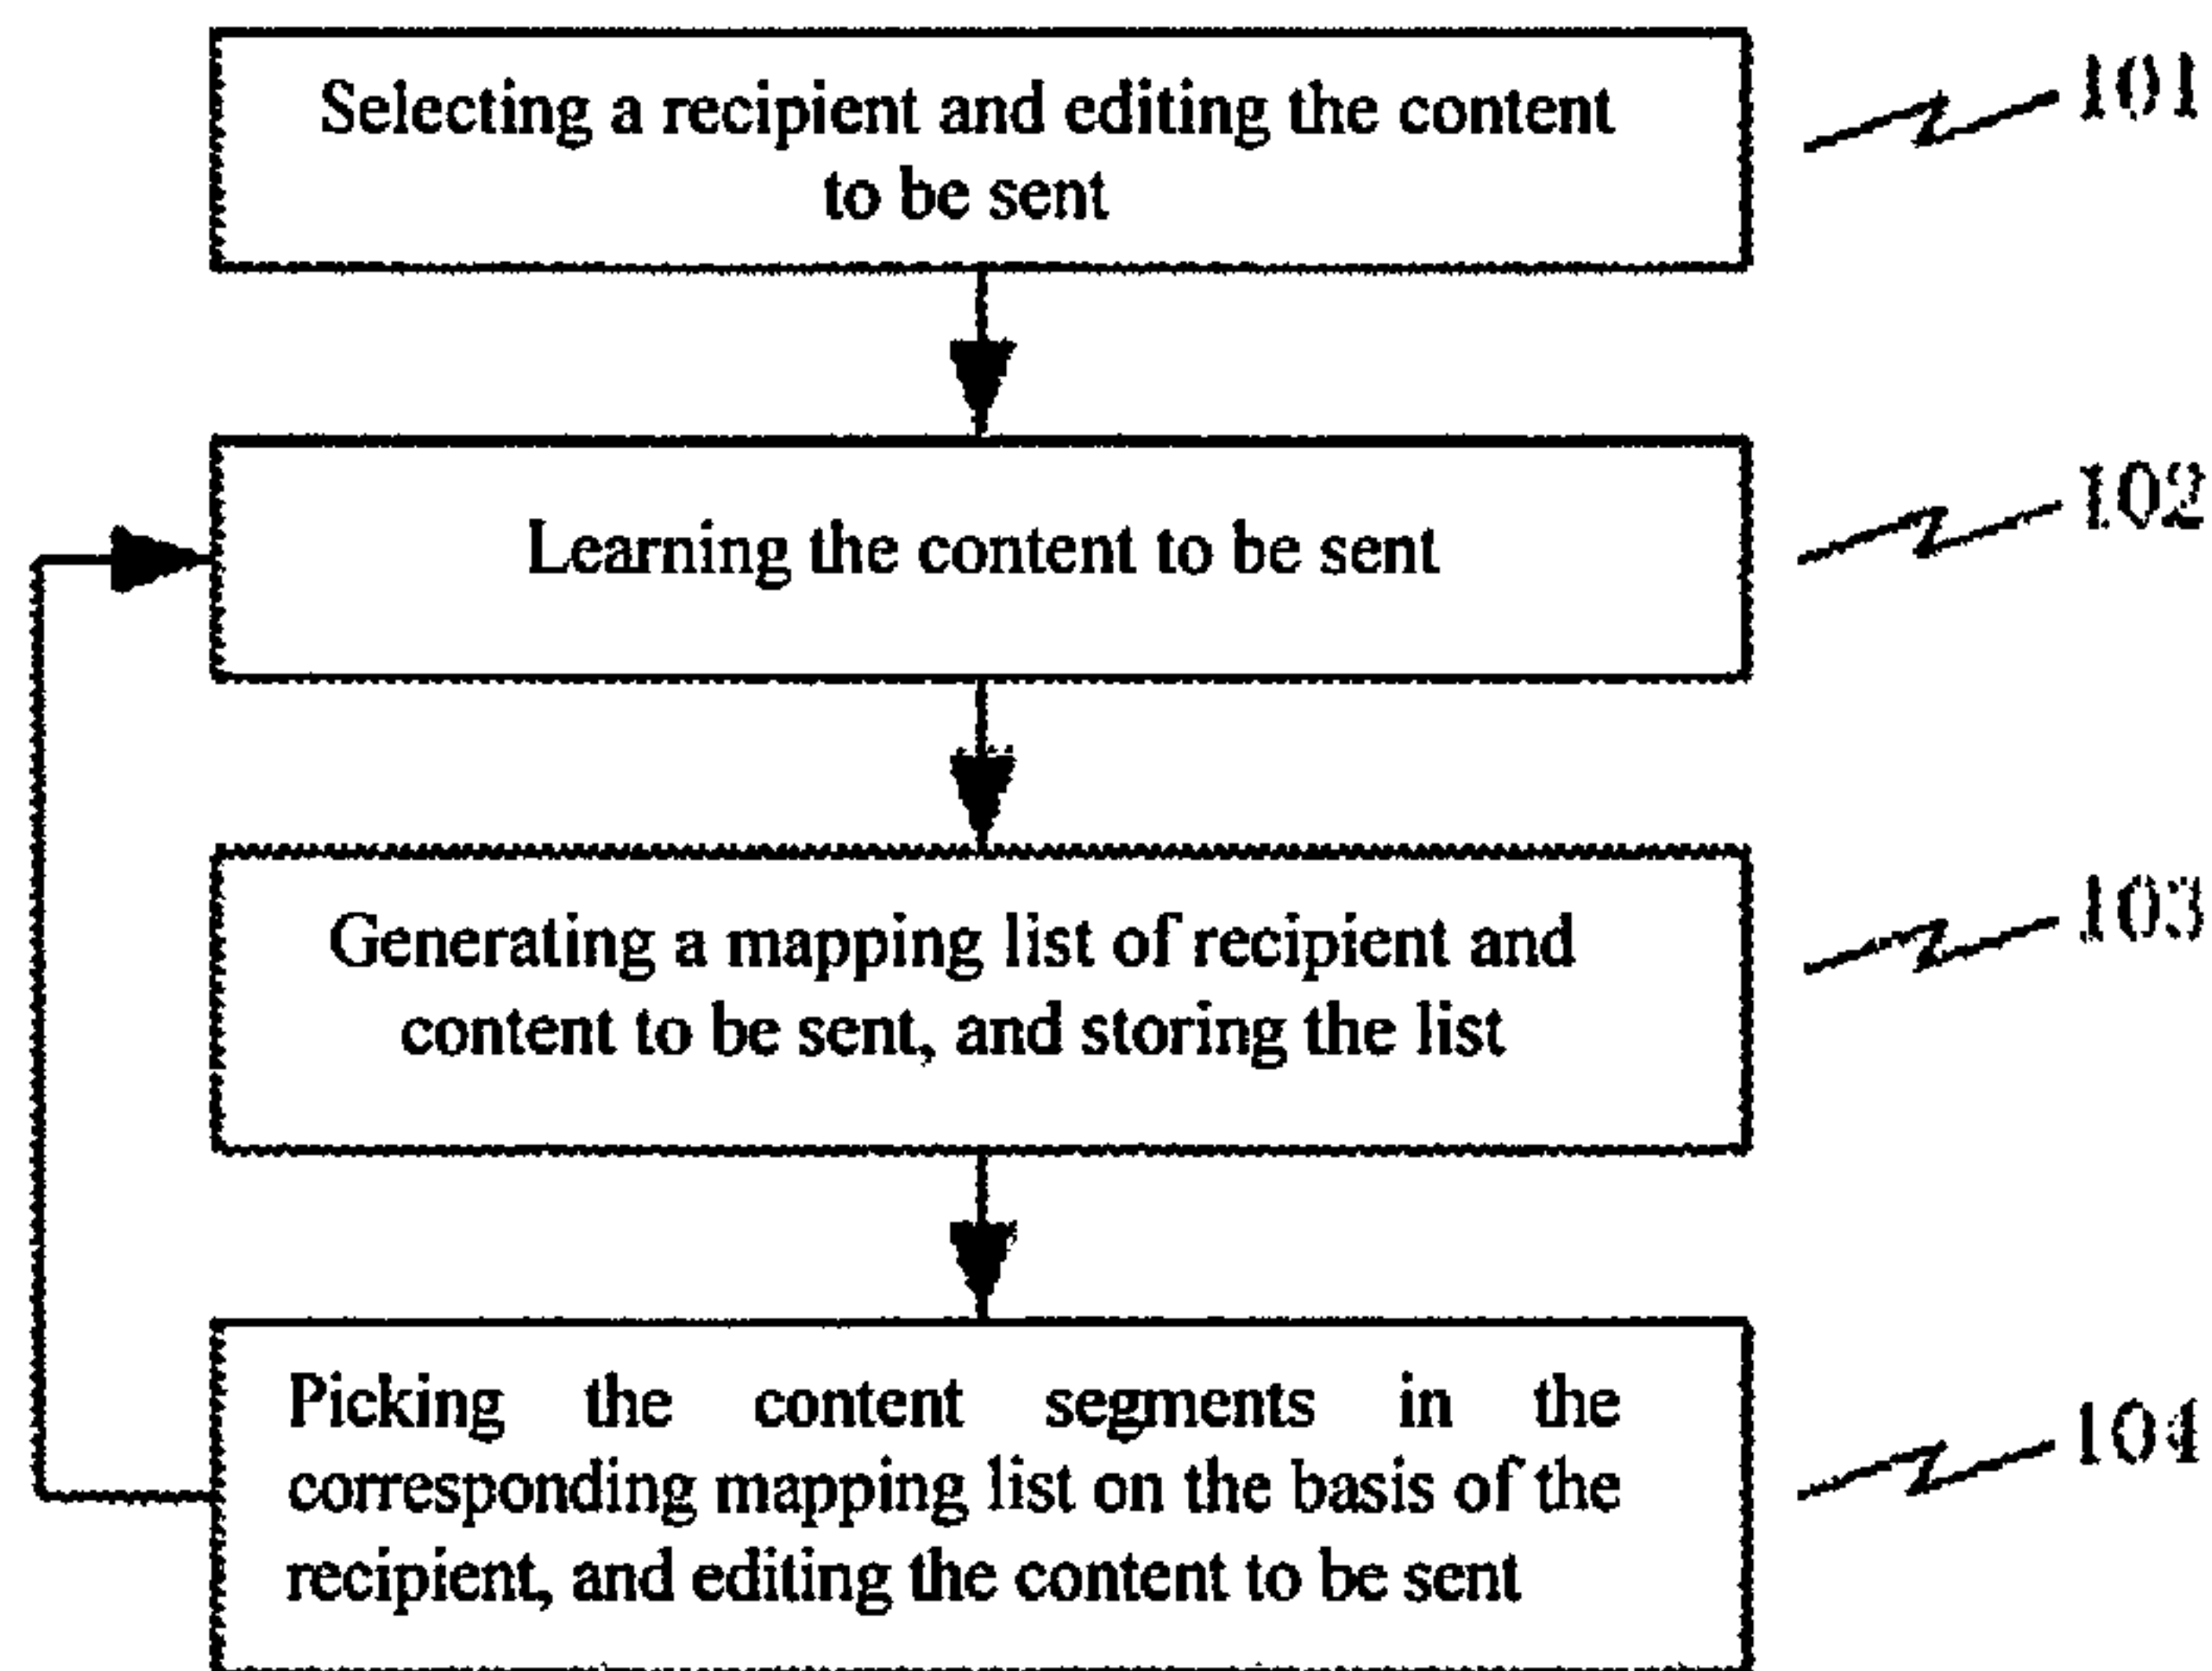 Selecting a recipient and editing the content
to be sent
101
Learning the content to be sent
102
Generating a mapping list of recipient and
content to be sent, and storing the list
103
Picking the content segments in the
corresponding mapping list on the basis of the
recipient, and editing the content to be sent
104